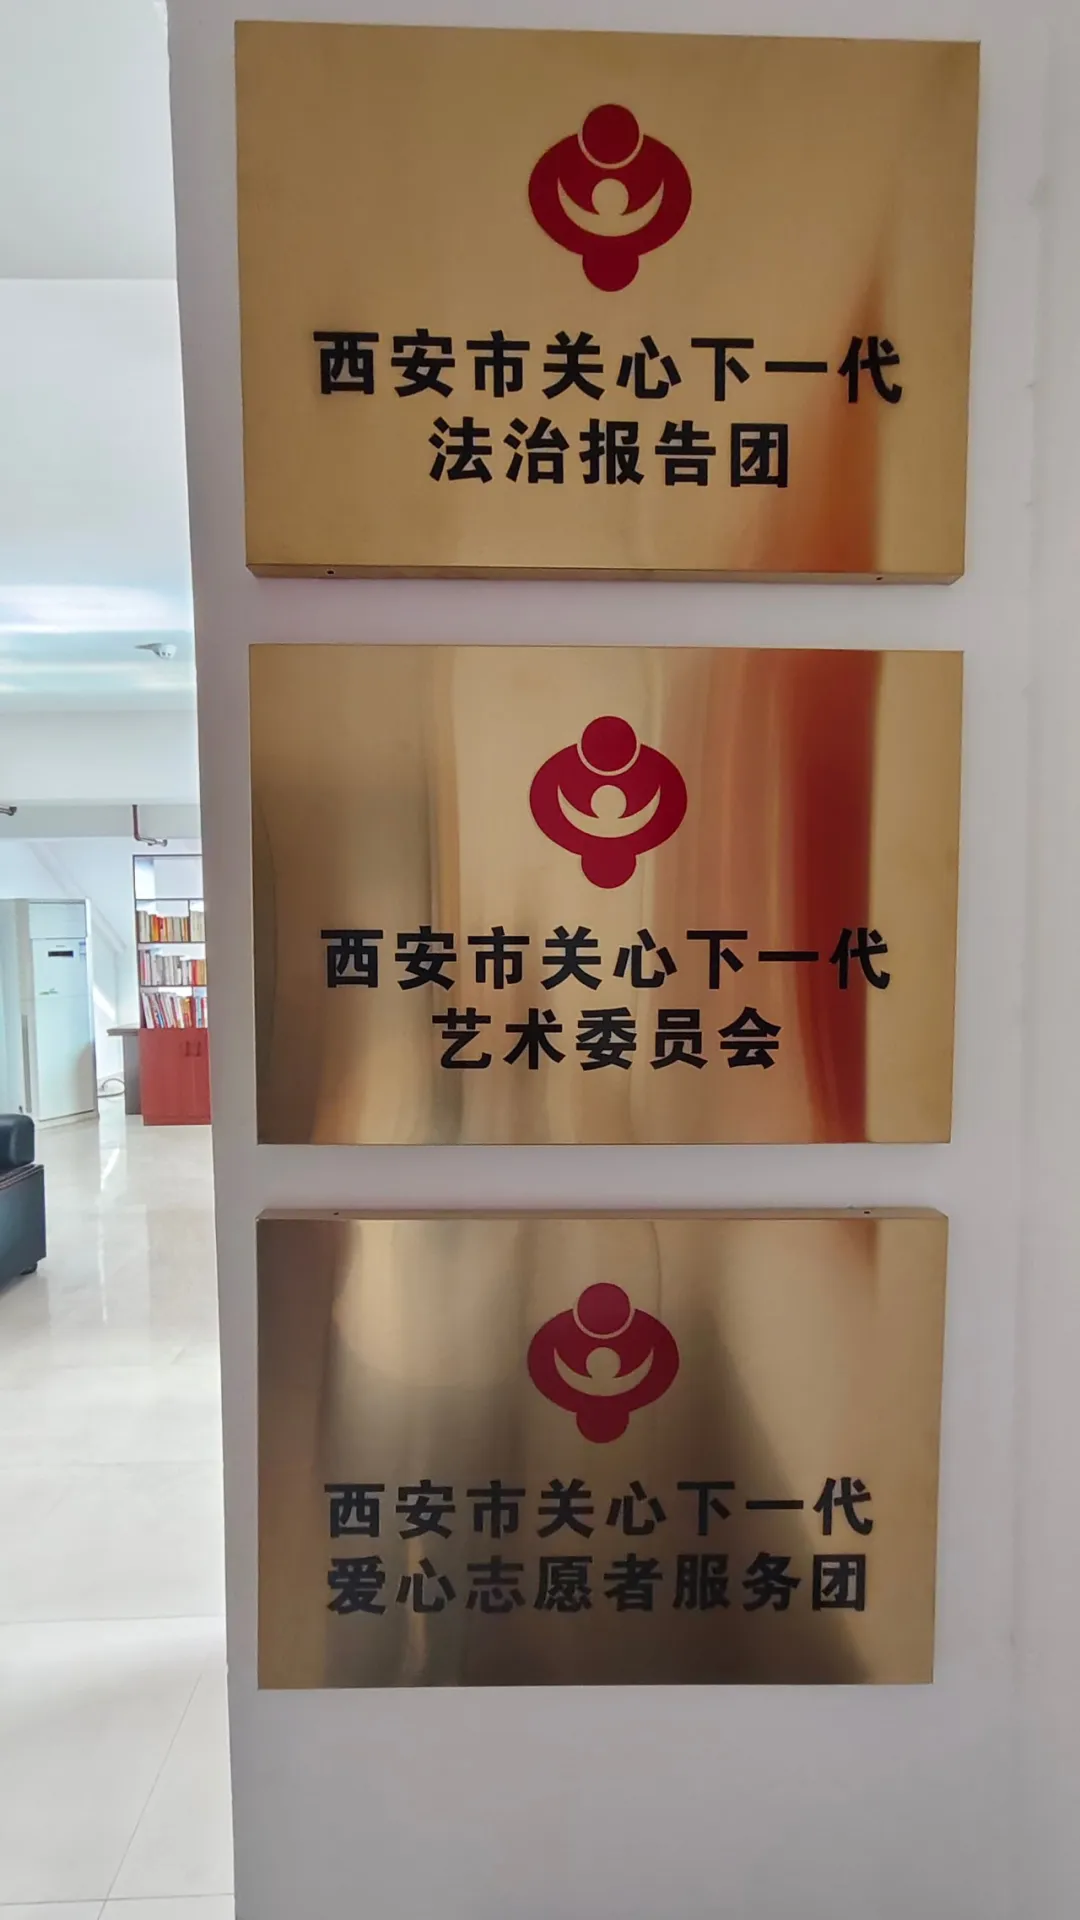 西安市关心下一代
法治报告团
西安市关心下一代
艺术委员会
西安市关心下一代
爱心志愿者服务团